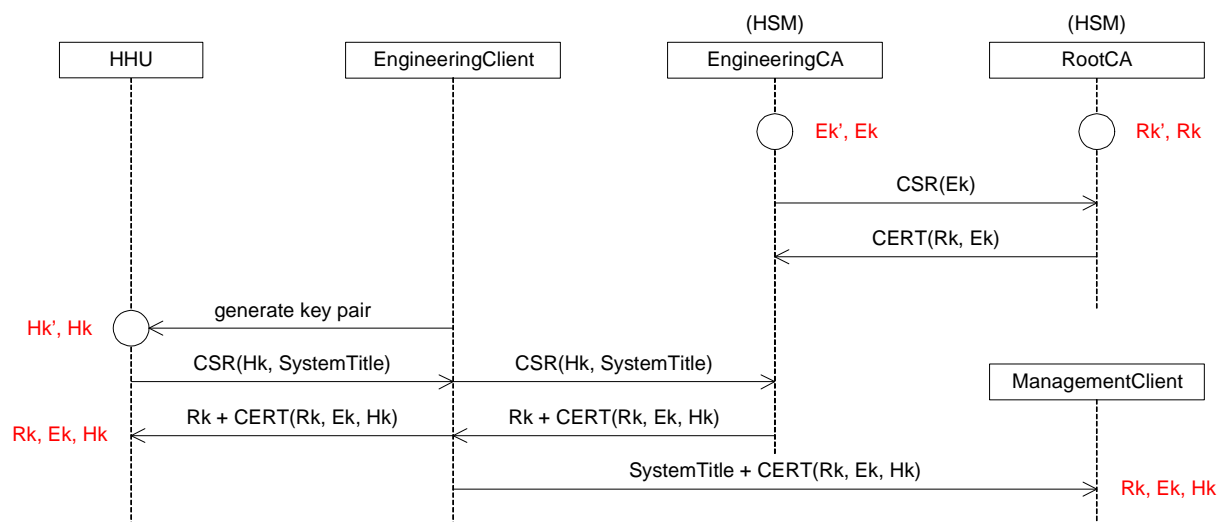 (HSM)
(HSM)
HHU
EngineeringClient
EngineeringCA
RootCA
Ek’, Ek
Rk’, Rk
CSR(Ek)
CERT(Rk, Ek)
generate key pair
Hk’, Hk
CSR(Hk, SystemTitle)
CSR(Hk, SystemTitle)
ManagementClient
Rk + CERT(Rk, Ek, Hk)
Rk + CERT(Rk, Ek, Hk)
Rk, Ek, Hk
SystemTitle + CERT(Rk, Ek, Hk)
Rk, Ek, Hk